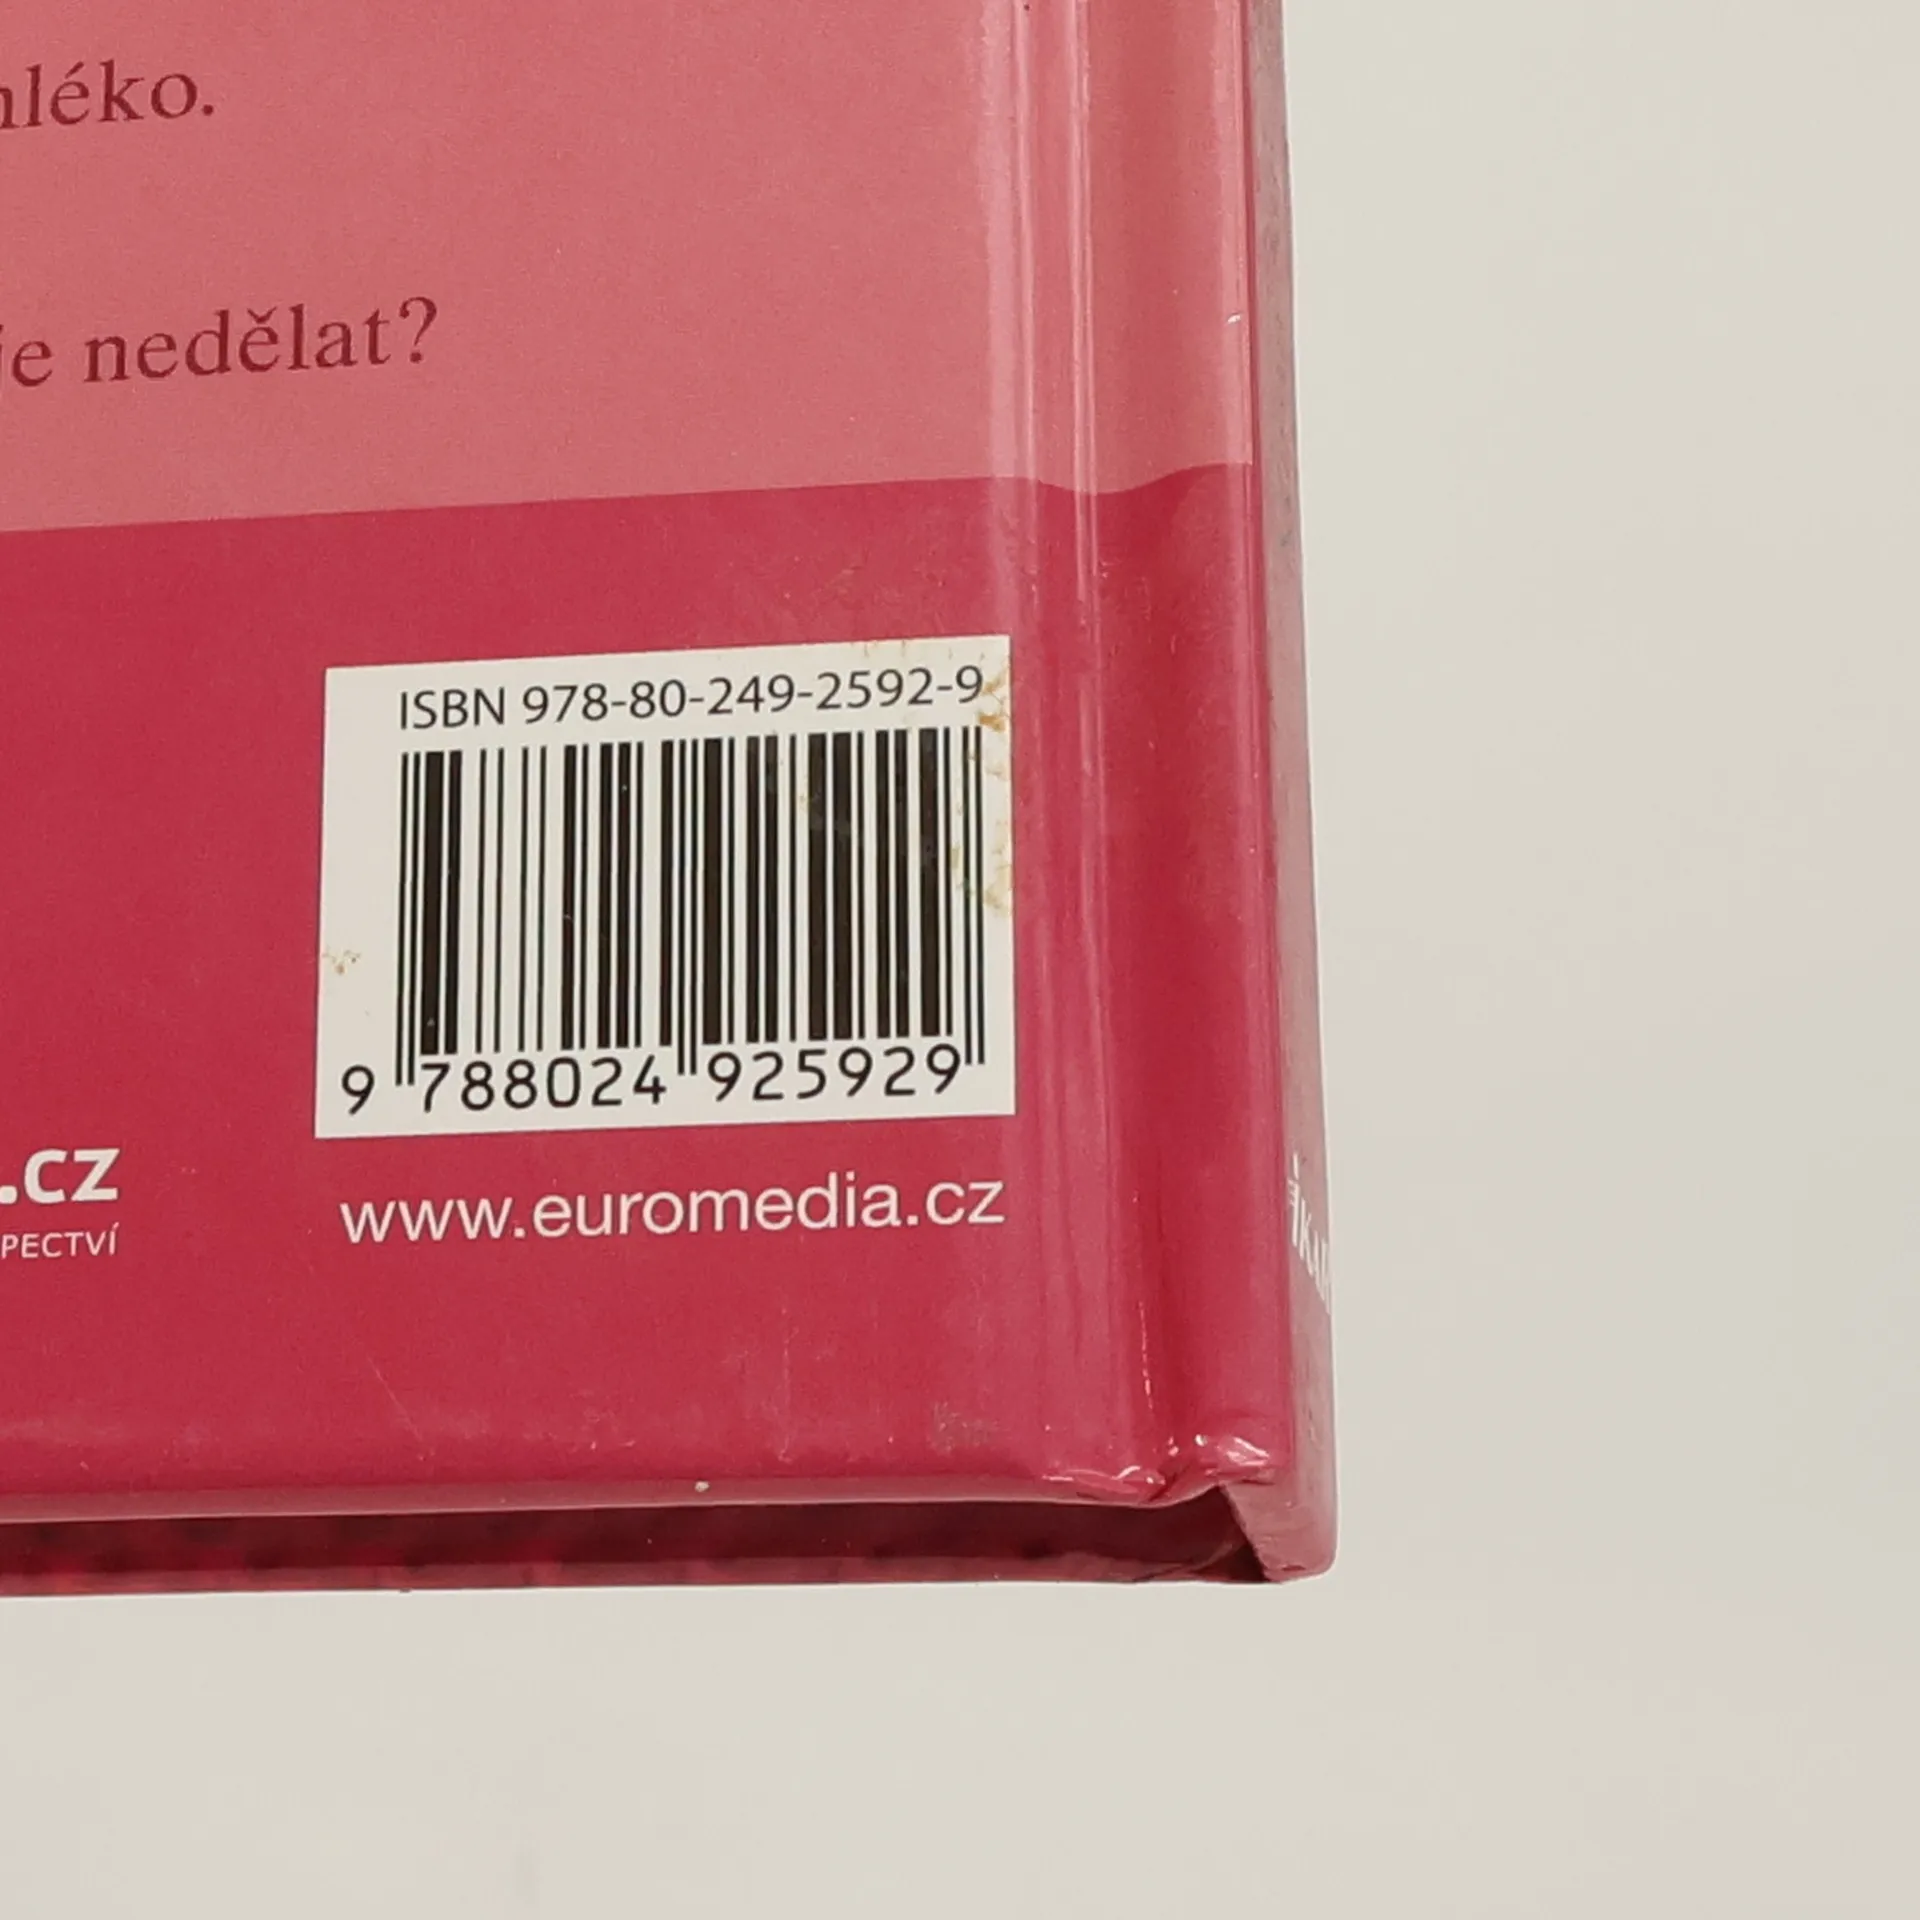 mléko.
je nedělat?
ISBN 978-80-249-2592-9
9 788024 925929
.cz
www.euromedia.cz